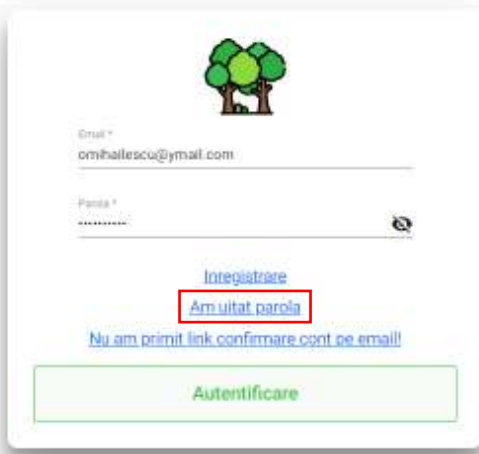 Email *
omihailescu@ymail.com
Parola *
Inregistrare
Am uitat parola
Nu am primit link confirmare cont pe email!
Autentificare